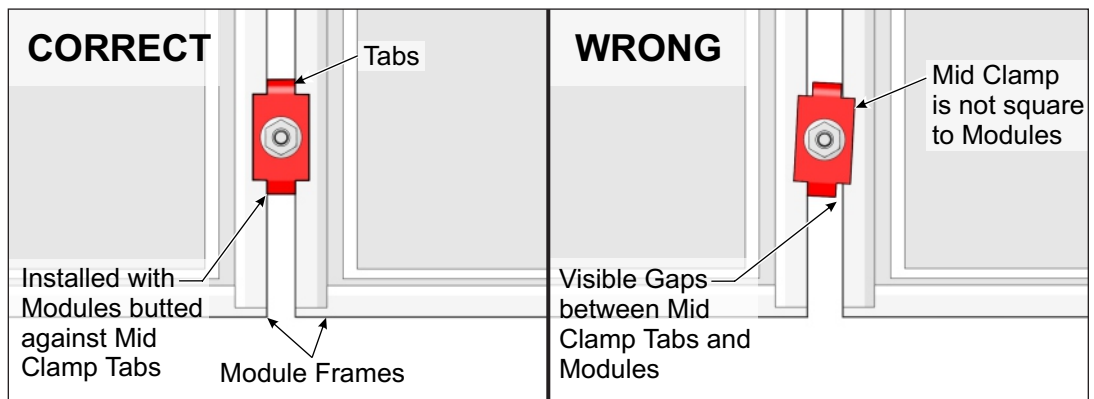 CORRECT
Tabs
Installed with
Modules butted
against Mid
Clamp Tabs
Module Frames
WRONG
Mid Clamp
is not square
to Modules
Visible Gaps
between Mid
Clamp Tabs and
Modules